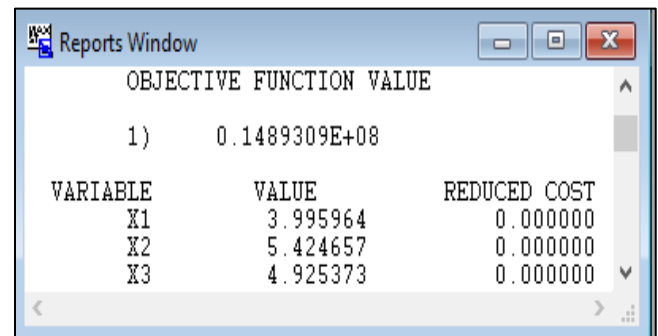 Reports Window
OBJECTIVE FUNCTION VALUE
1) 0.1489309E+08
VARIABLE VALUE REDUCED COST
X1 3.995964 0.000000
X2 5.424657 0.000000
X3 4.925373 0.000000